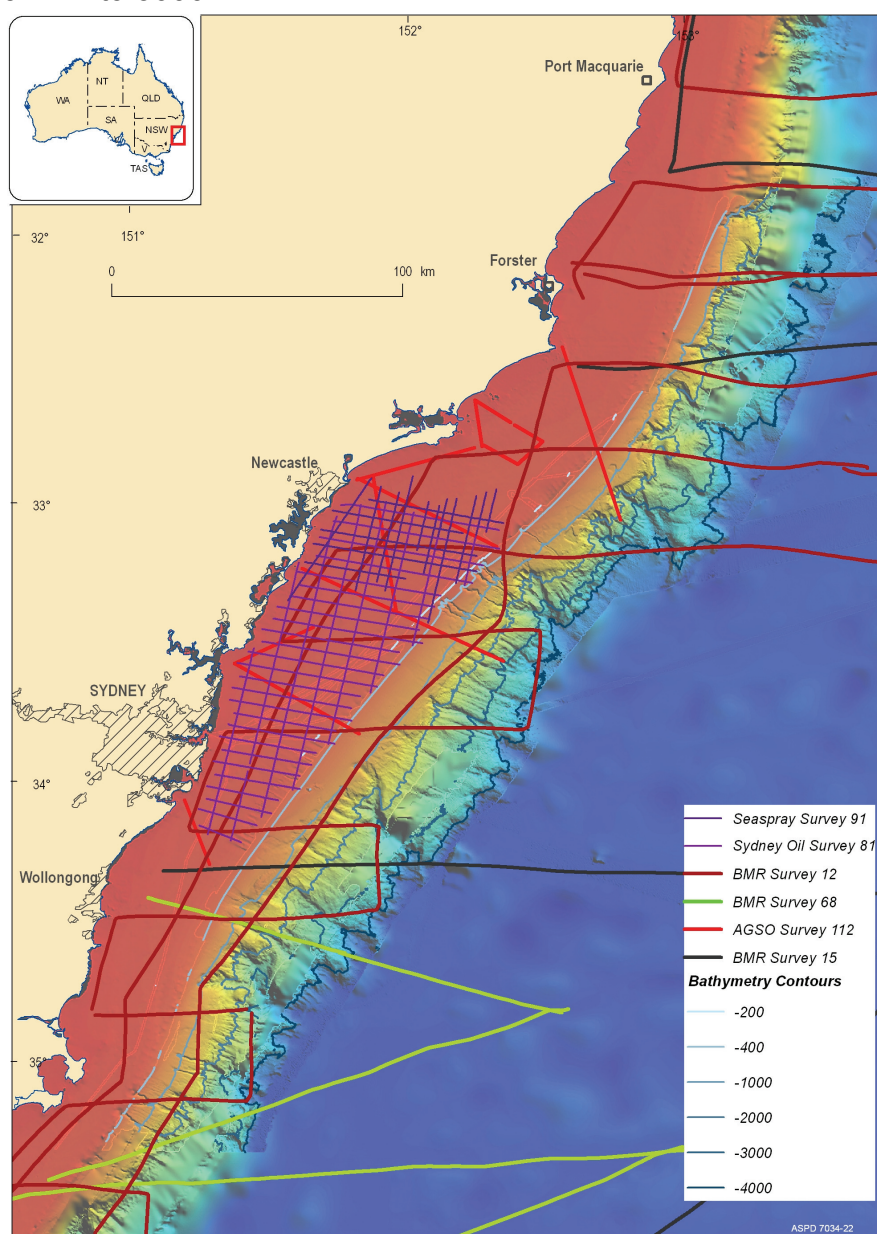 152°
153°
Port Macquarie
NT
WA
QLD
SA
NSW
V
TAS
32°
151°
Forster
0
100 km
Newcastle
33°
SYDNEY
34°
Seaspray Survey 91
Sydney Oil Survey 81
Wollongong
BMR Survey 12
BMR Survey 68
AGSO Survey 112
BMR Survey 15
Bathymetry Contours
-200
-400
35°
-1000
-2000
-3000
-4000
ASPD 7034-22